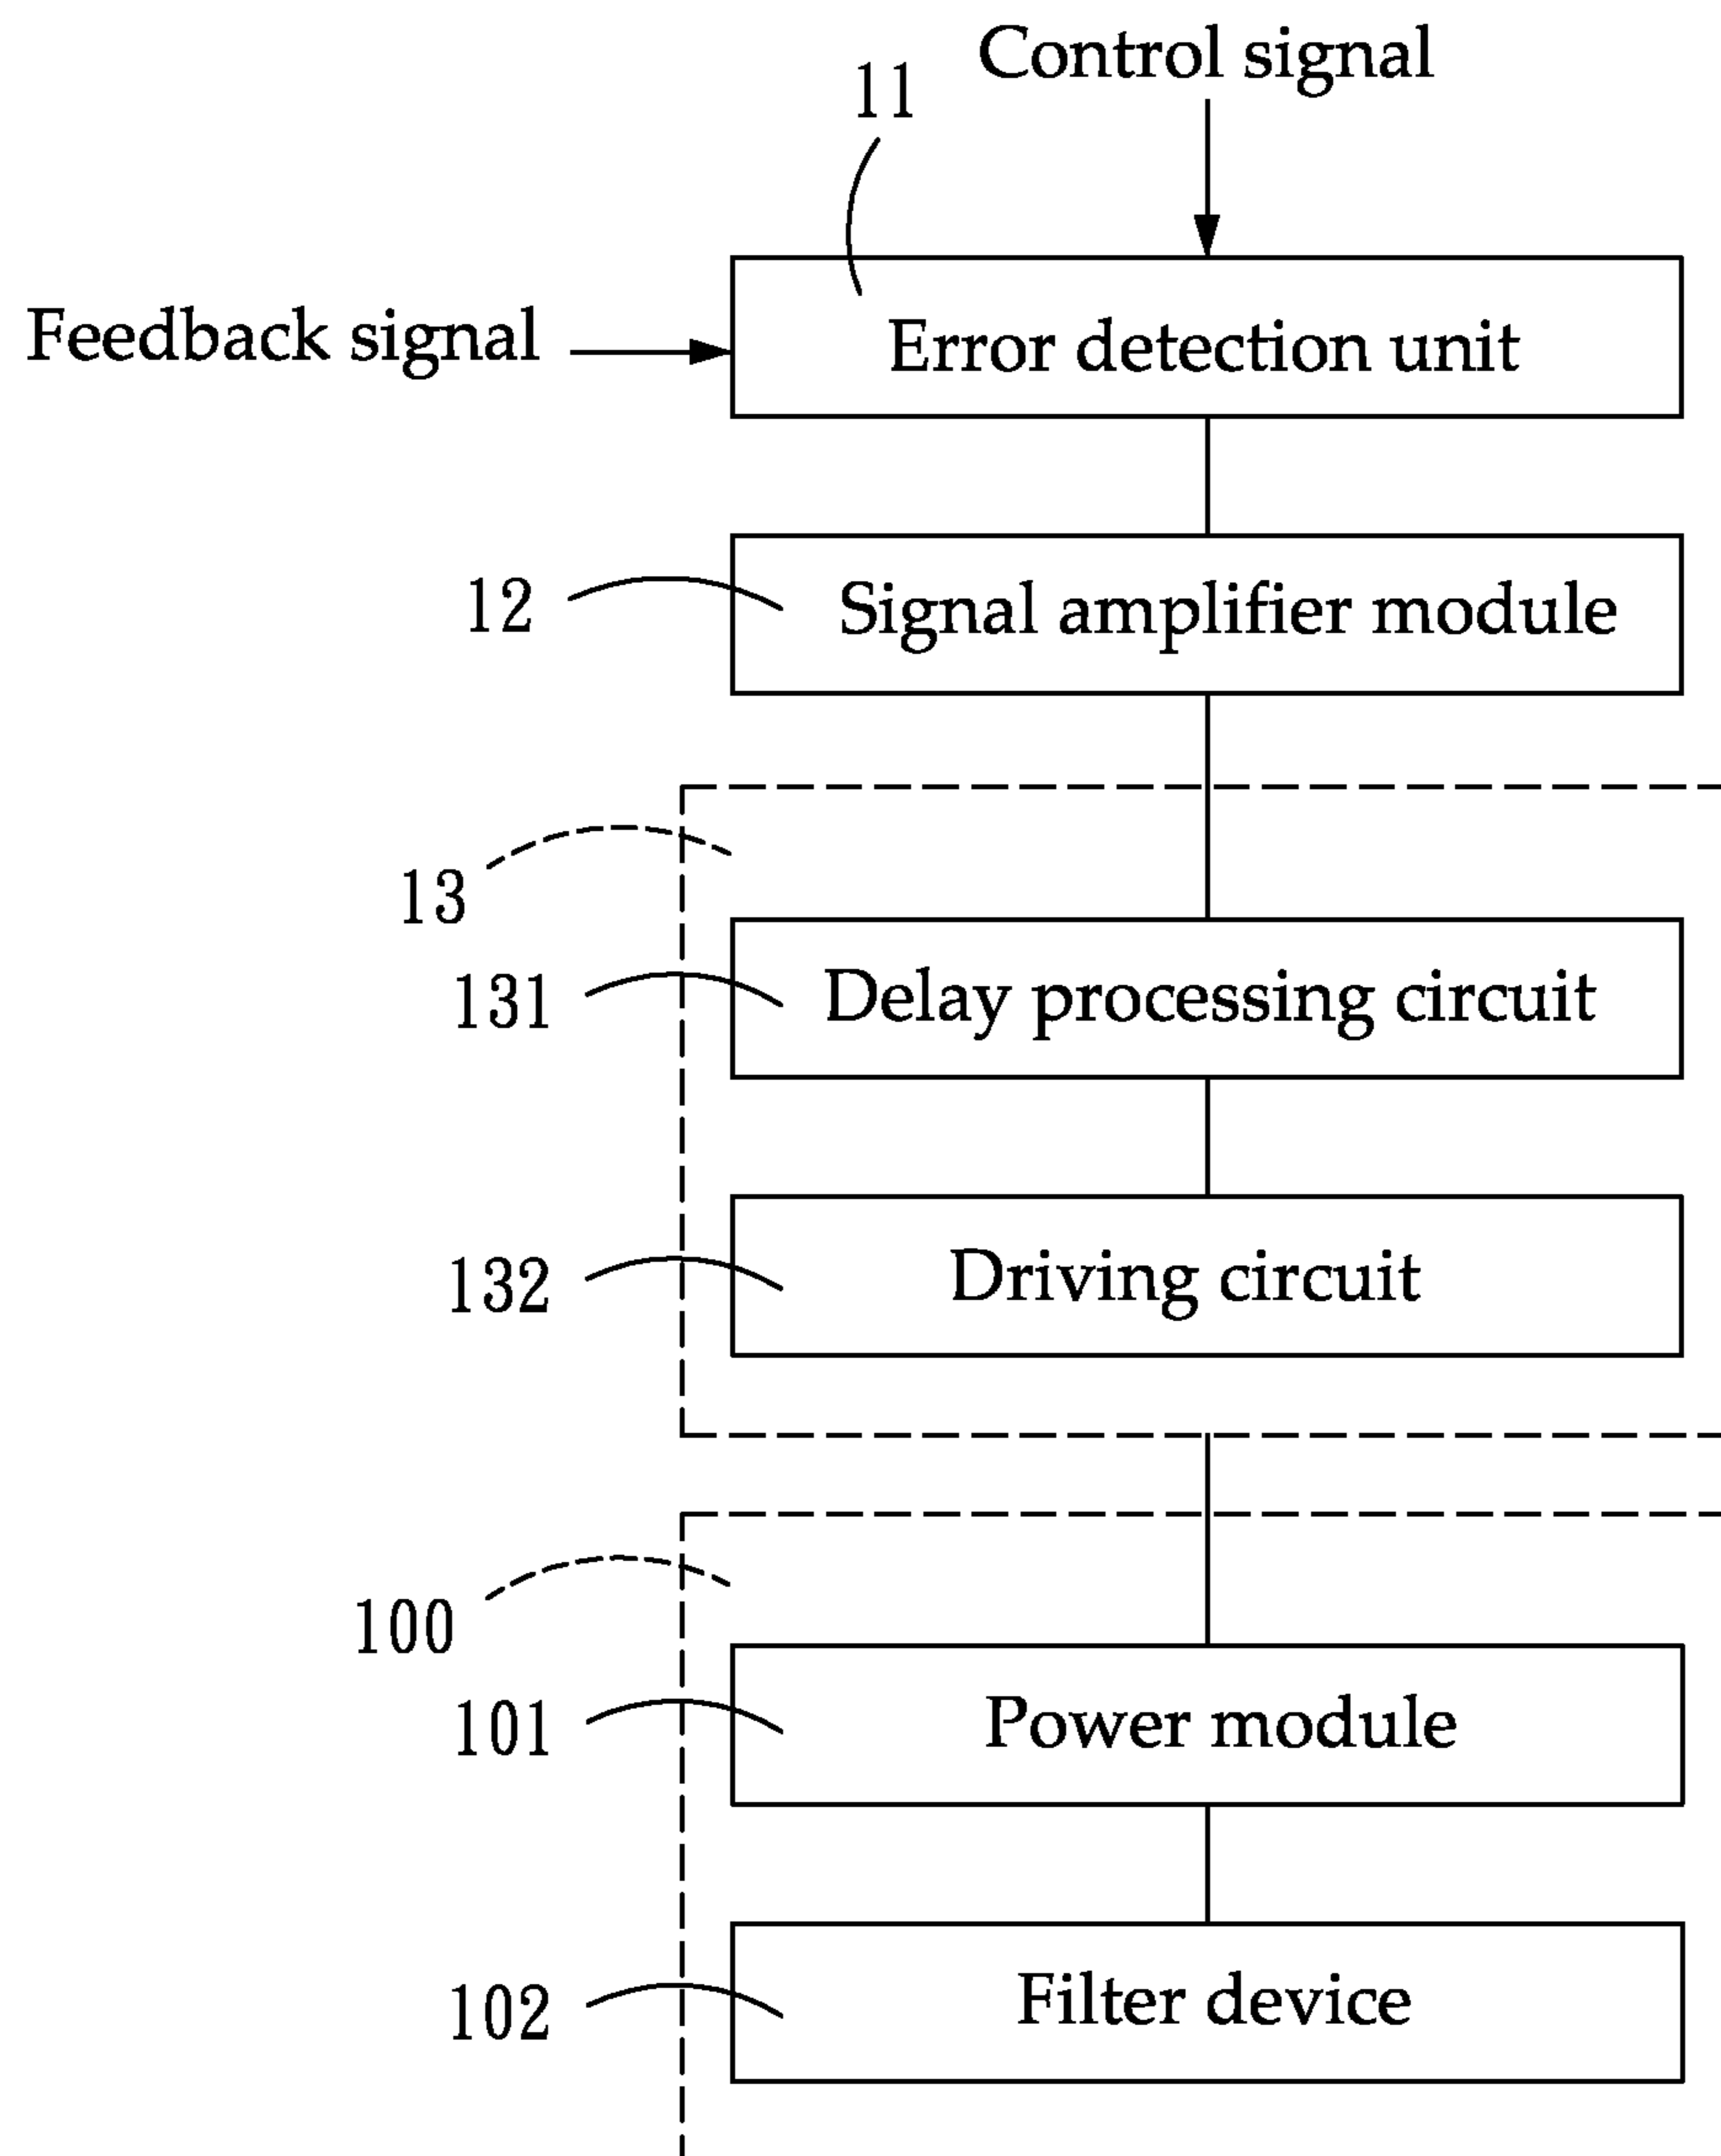 Control signal
11
Feedback signal
Error detection unit
12
Signal amplifier module
13
131
Delay processing circuit
132
Driving circuit
100
101
Power module
102
Filter device